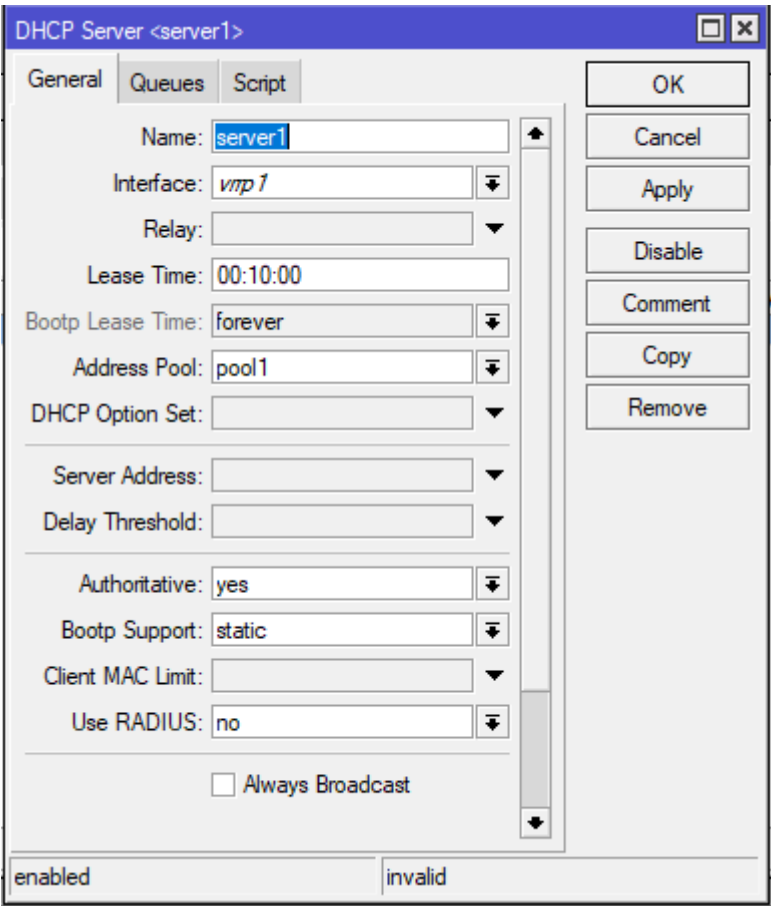 DHCP Server <server1>
General Queues Script
Name: server1
Interface: vrrp1
Relay:
Lease Time: 00:10:00
Bootp Lease Time: forever
Address Pool: pool1
DHCP Option Set:
Server Address:
Delay Threshold:
Authoritative: yes
Bootp Support: static
Client MAC Limit:
Use RADIUS: no
Always Broadcast
OK
Cancel
Apply
Disable
Comment
Copy
Remove
enabled invalid